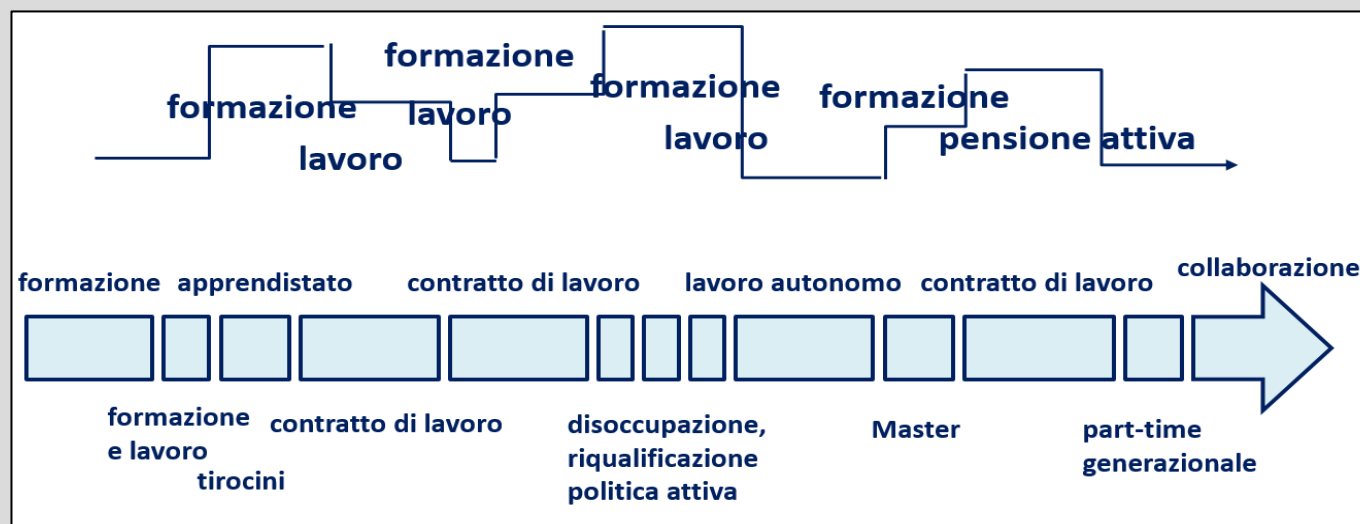 formazione
formazione
formazione
formazione
lavoro
lavoro
pensione attiva
lavoro
collaborazione
formazione
apprendistato
contratto di lavoro
lavoro autonomo
contratto di lavoro
formazione
e lavoro
tirocini
contratto di lavoro
disoccupazione,
riqualificazione
politica attiva
Master
part-time
generazionale